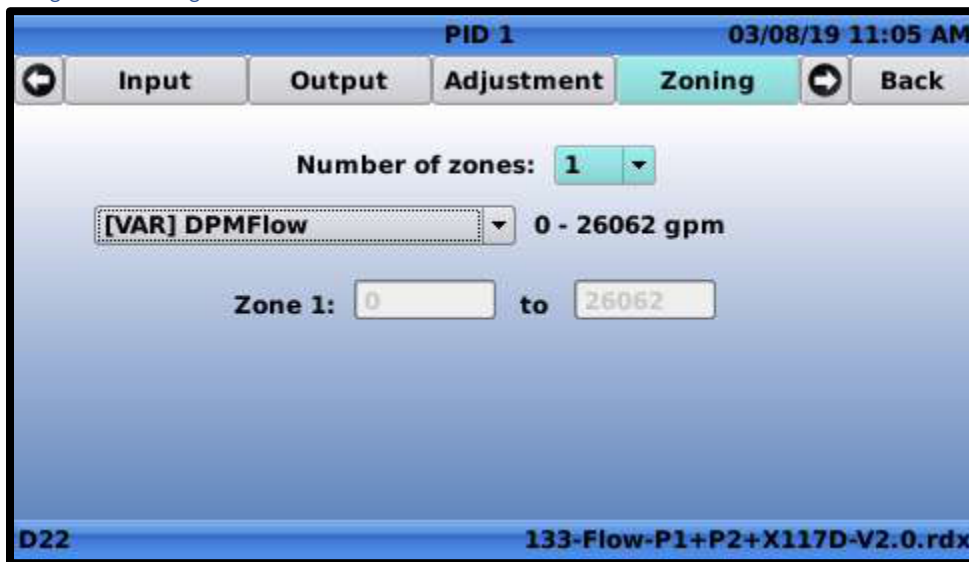 PID 1 03/08/19 11:05 AM
Input Output Adjustment Zoning Back
Number of zones: 1
[VAR] DPMFlow 0 - 26062 gpm
Zone 1: 0 to 26062
D22 133-Flow-P1+P2+X117D-V2.0.rdx